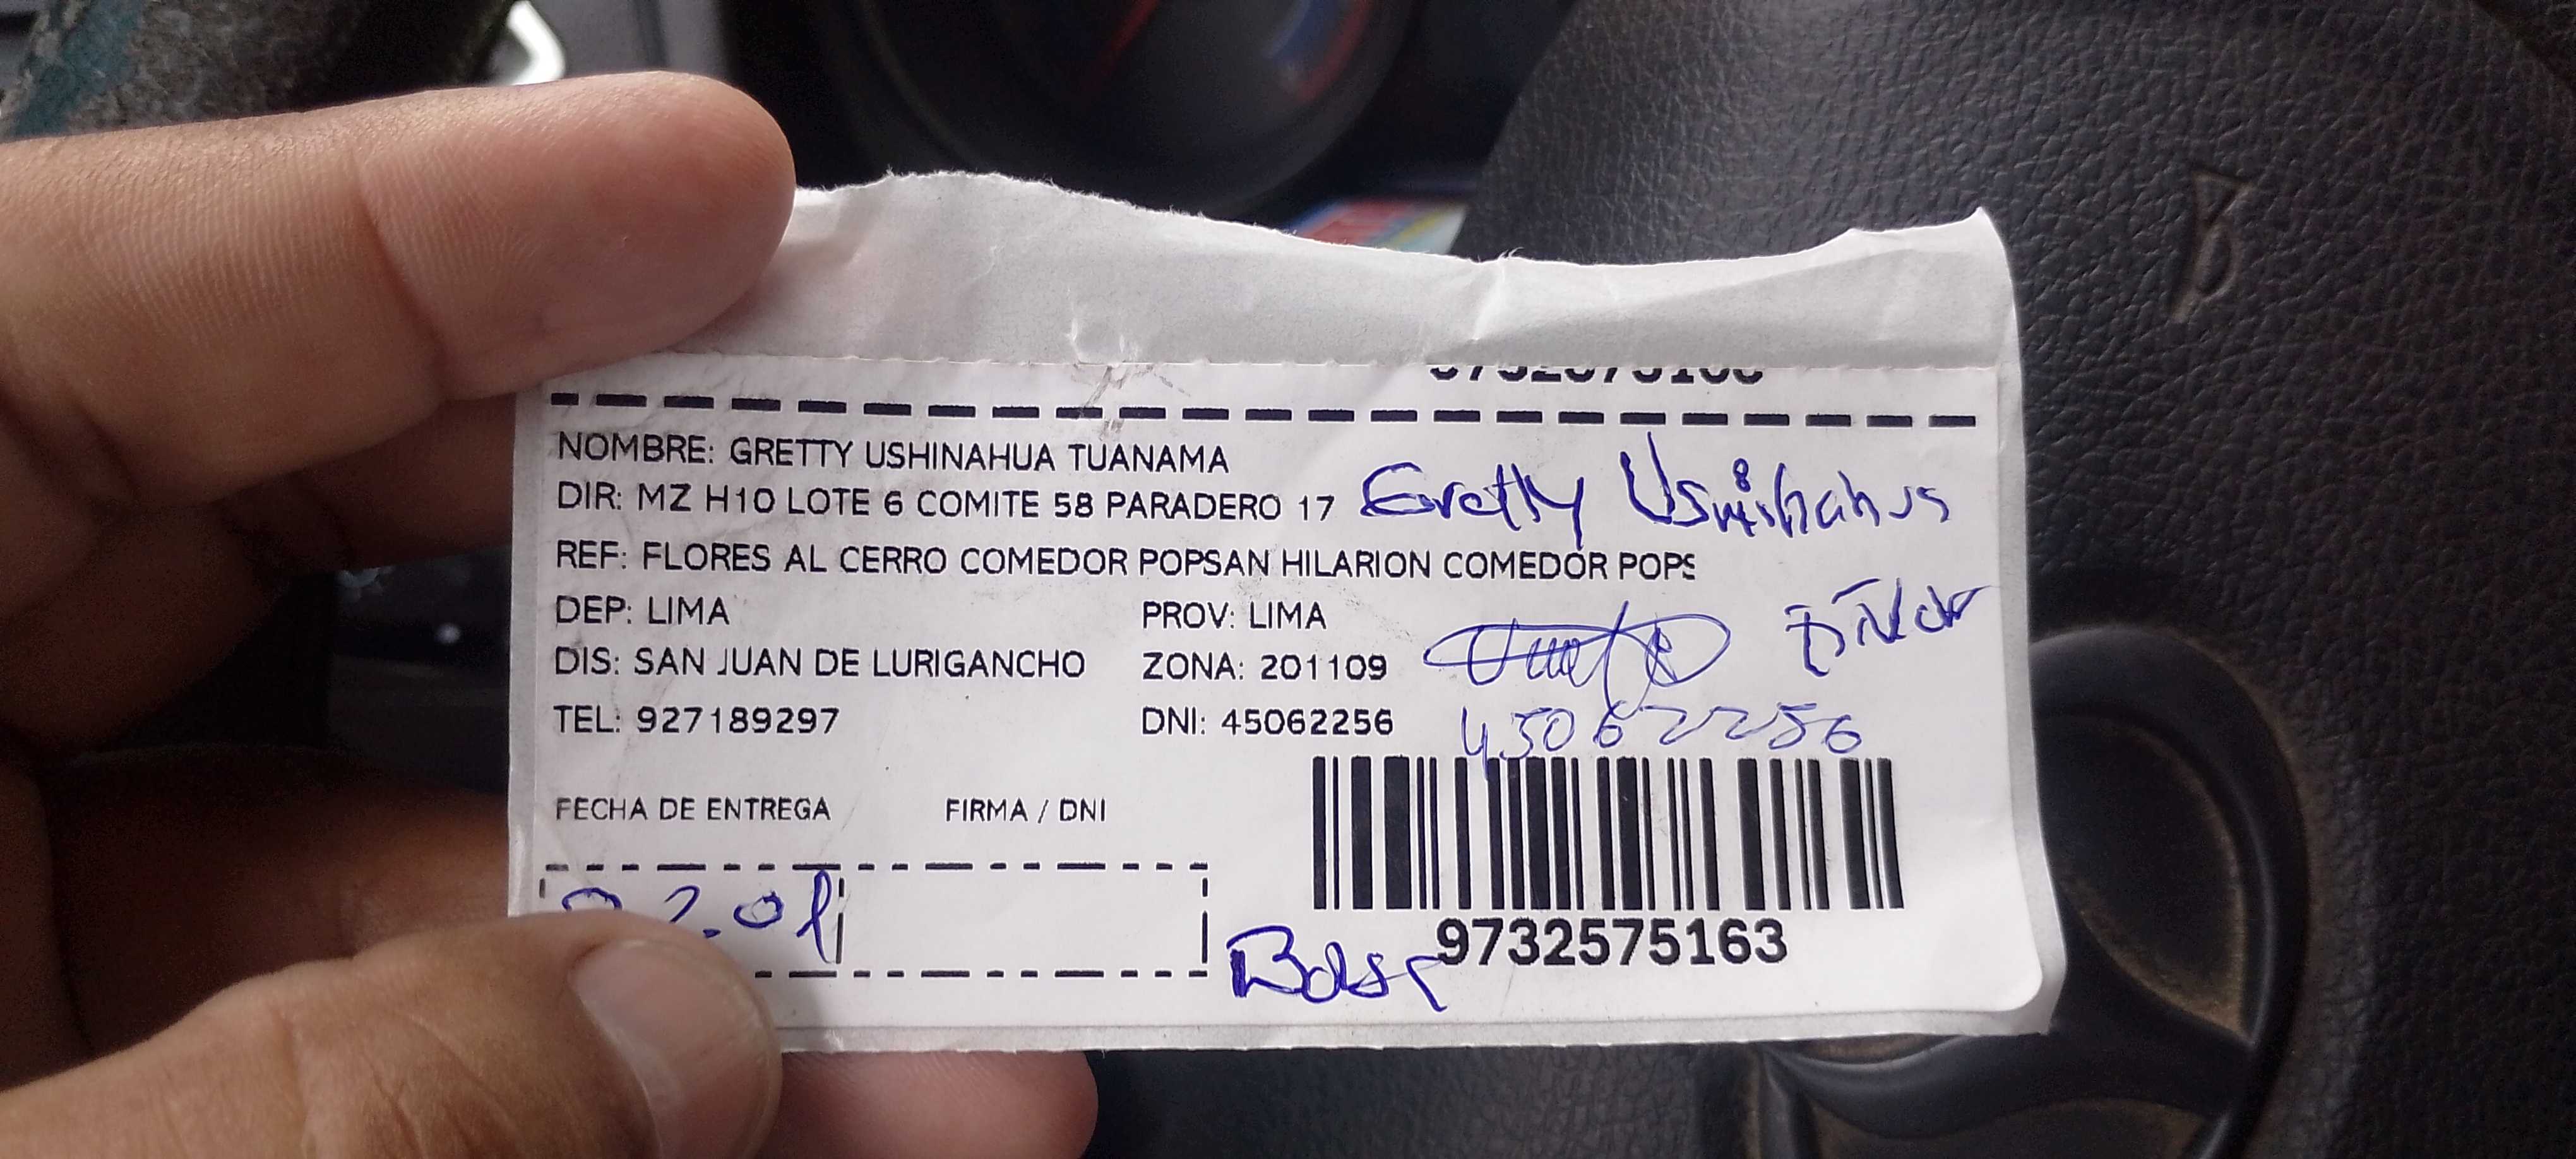 NOMBRE: GRETTY USHINAHUA TUANAMA
DIR: MZ H10 LOTE 6 COMITE 58 PARADERO 17 Gretty
REF: FLORES AL CERRO COMEDOR POPSAN HILARION COMEDOR POPS
DEP: LIMA PROV: LIMA
DIS: SAN JUAN DE LURIGANCHO ZONA: 201109
TEL: 927189297 DNI: 45062256 45062256
FECHA DE ENTREGA FIRMA / DNI
9732575163